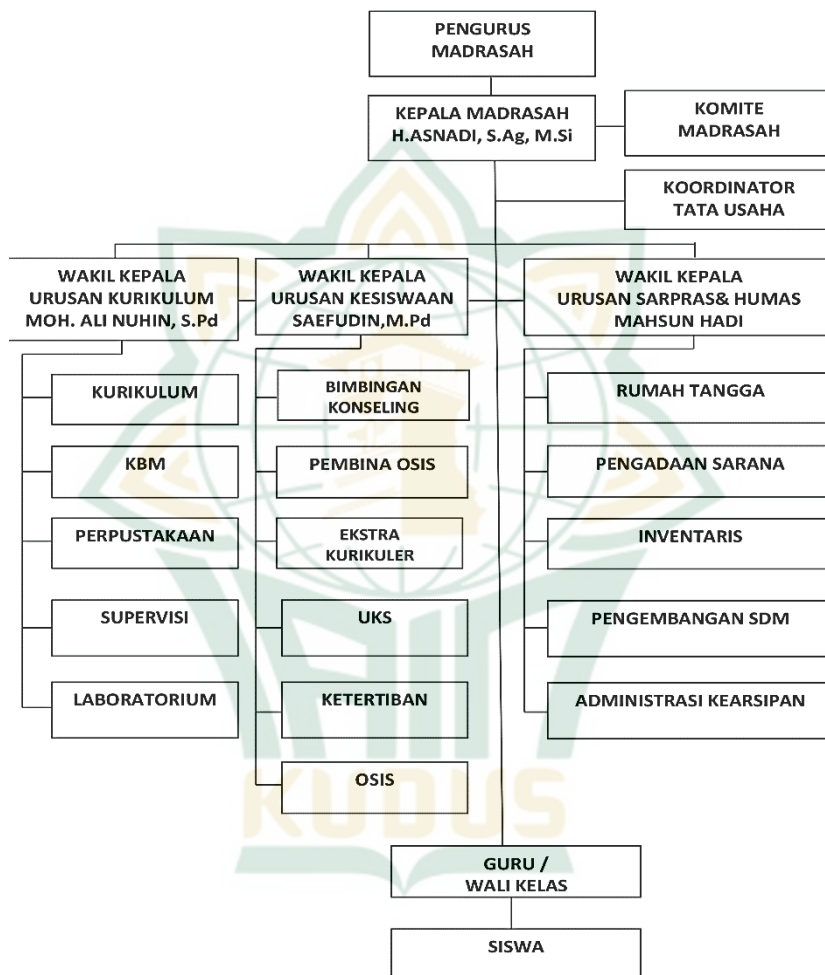 PENGURUS
MADRASAH
KEPALA MADRASAH
H.ASNADI, S.Ag, M.Si
KOMITE
MADRASAH
KOORDINATOR
TATA USAHA
WAKIL KEPALA
URUSAN KURIKULUM
MOH. ALI NUHIN, S.Pd
WAKIL KEPALA
URUSAN KESISWAAN
SAEFUDIN,M.Pd
WAKIL KEPALA
URUSAN SARPRAS& HUMAS
MAHSUN HADI
KURIKULUM
KBM
PERPUSTAKAAN
SUPERVISI
LABORATORIUM
BIMBINGAN
KONSELING
PEMBINA OSIS
EKSTRA
KURIKULER
UKS
KETERTIBAN
OSIS
RUMAH TANGGA
PENGADAAN SARANA
INVENTARIS
PENGEMBANGAN SDM
ADMINISTRASI KEARSIPAN
IAIN
KUDUS
GURU /
WALI KELAS
SISWA